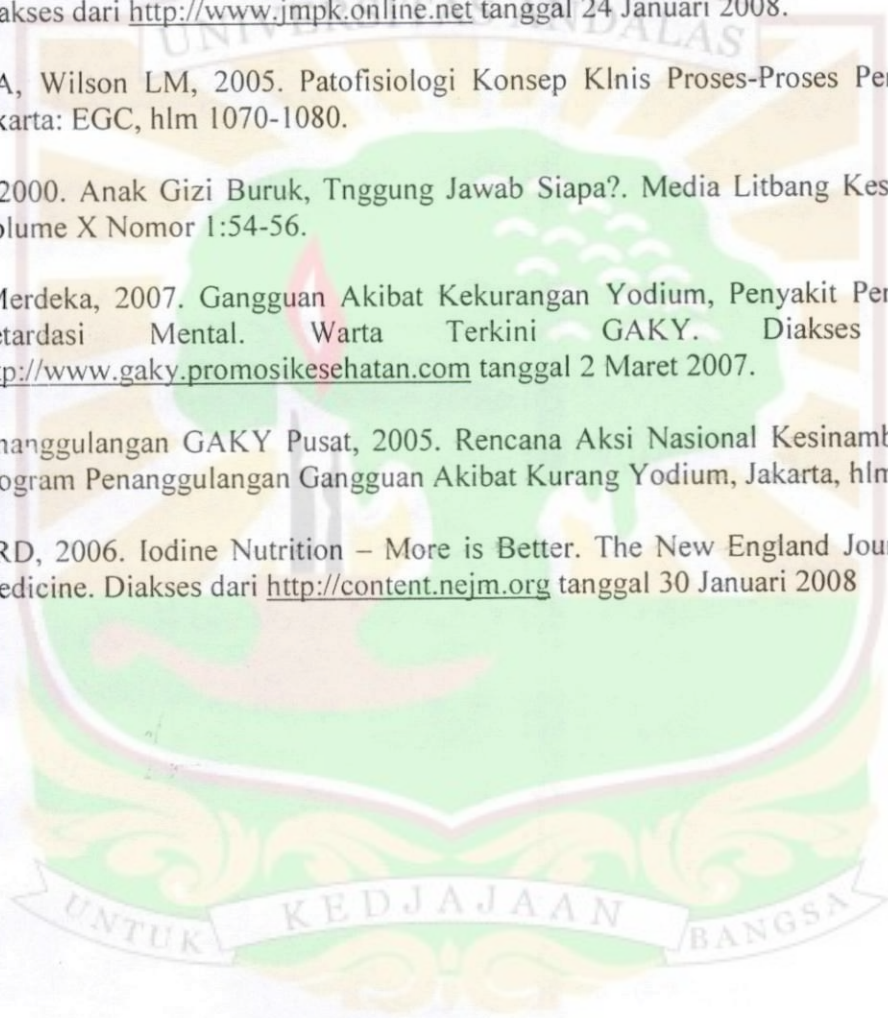 akses dari http://www.jmpk.online.net tanggal 24 Januari 2008.
UNIVERSITAS ANDALAS
A, Wilson LM, 2005. Patofisiologi Konsep Klnis Proses-Proses Per
karta: EGC, hlm 1070-1080.
2000. Anak Gizi Buruk, Tnggung Jawab Siapa?. Media Litbang Kes
olume X Nomor 1:54-56.
Merdeka, 2007. Gangguan Akibat Kekurangan Yodium, Penyakit Per
etardasi Mental. Warta Terkini GAKY. Diakses
tp://www.gaky.promosikesehatan.com tanggal 2 Maret 2007.
nanggulangan GAKY Pusat, 2005. Rencana Aksi Nasional Kesinamb
ogram Penanggulangan Gangguan Akibat Kurang Yodium, Jakarta, hlm
RD, 2006. Iodine Nutrition – More is Better. The New England Jour
edicine. Diakses dari http://content.nejm.org tanggal 30 Januari 2008
UNTUK KEDJAJAAN BANGSA